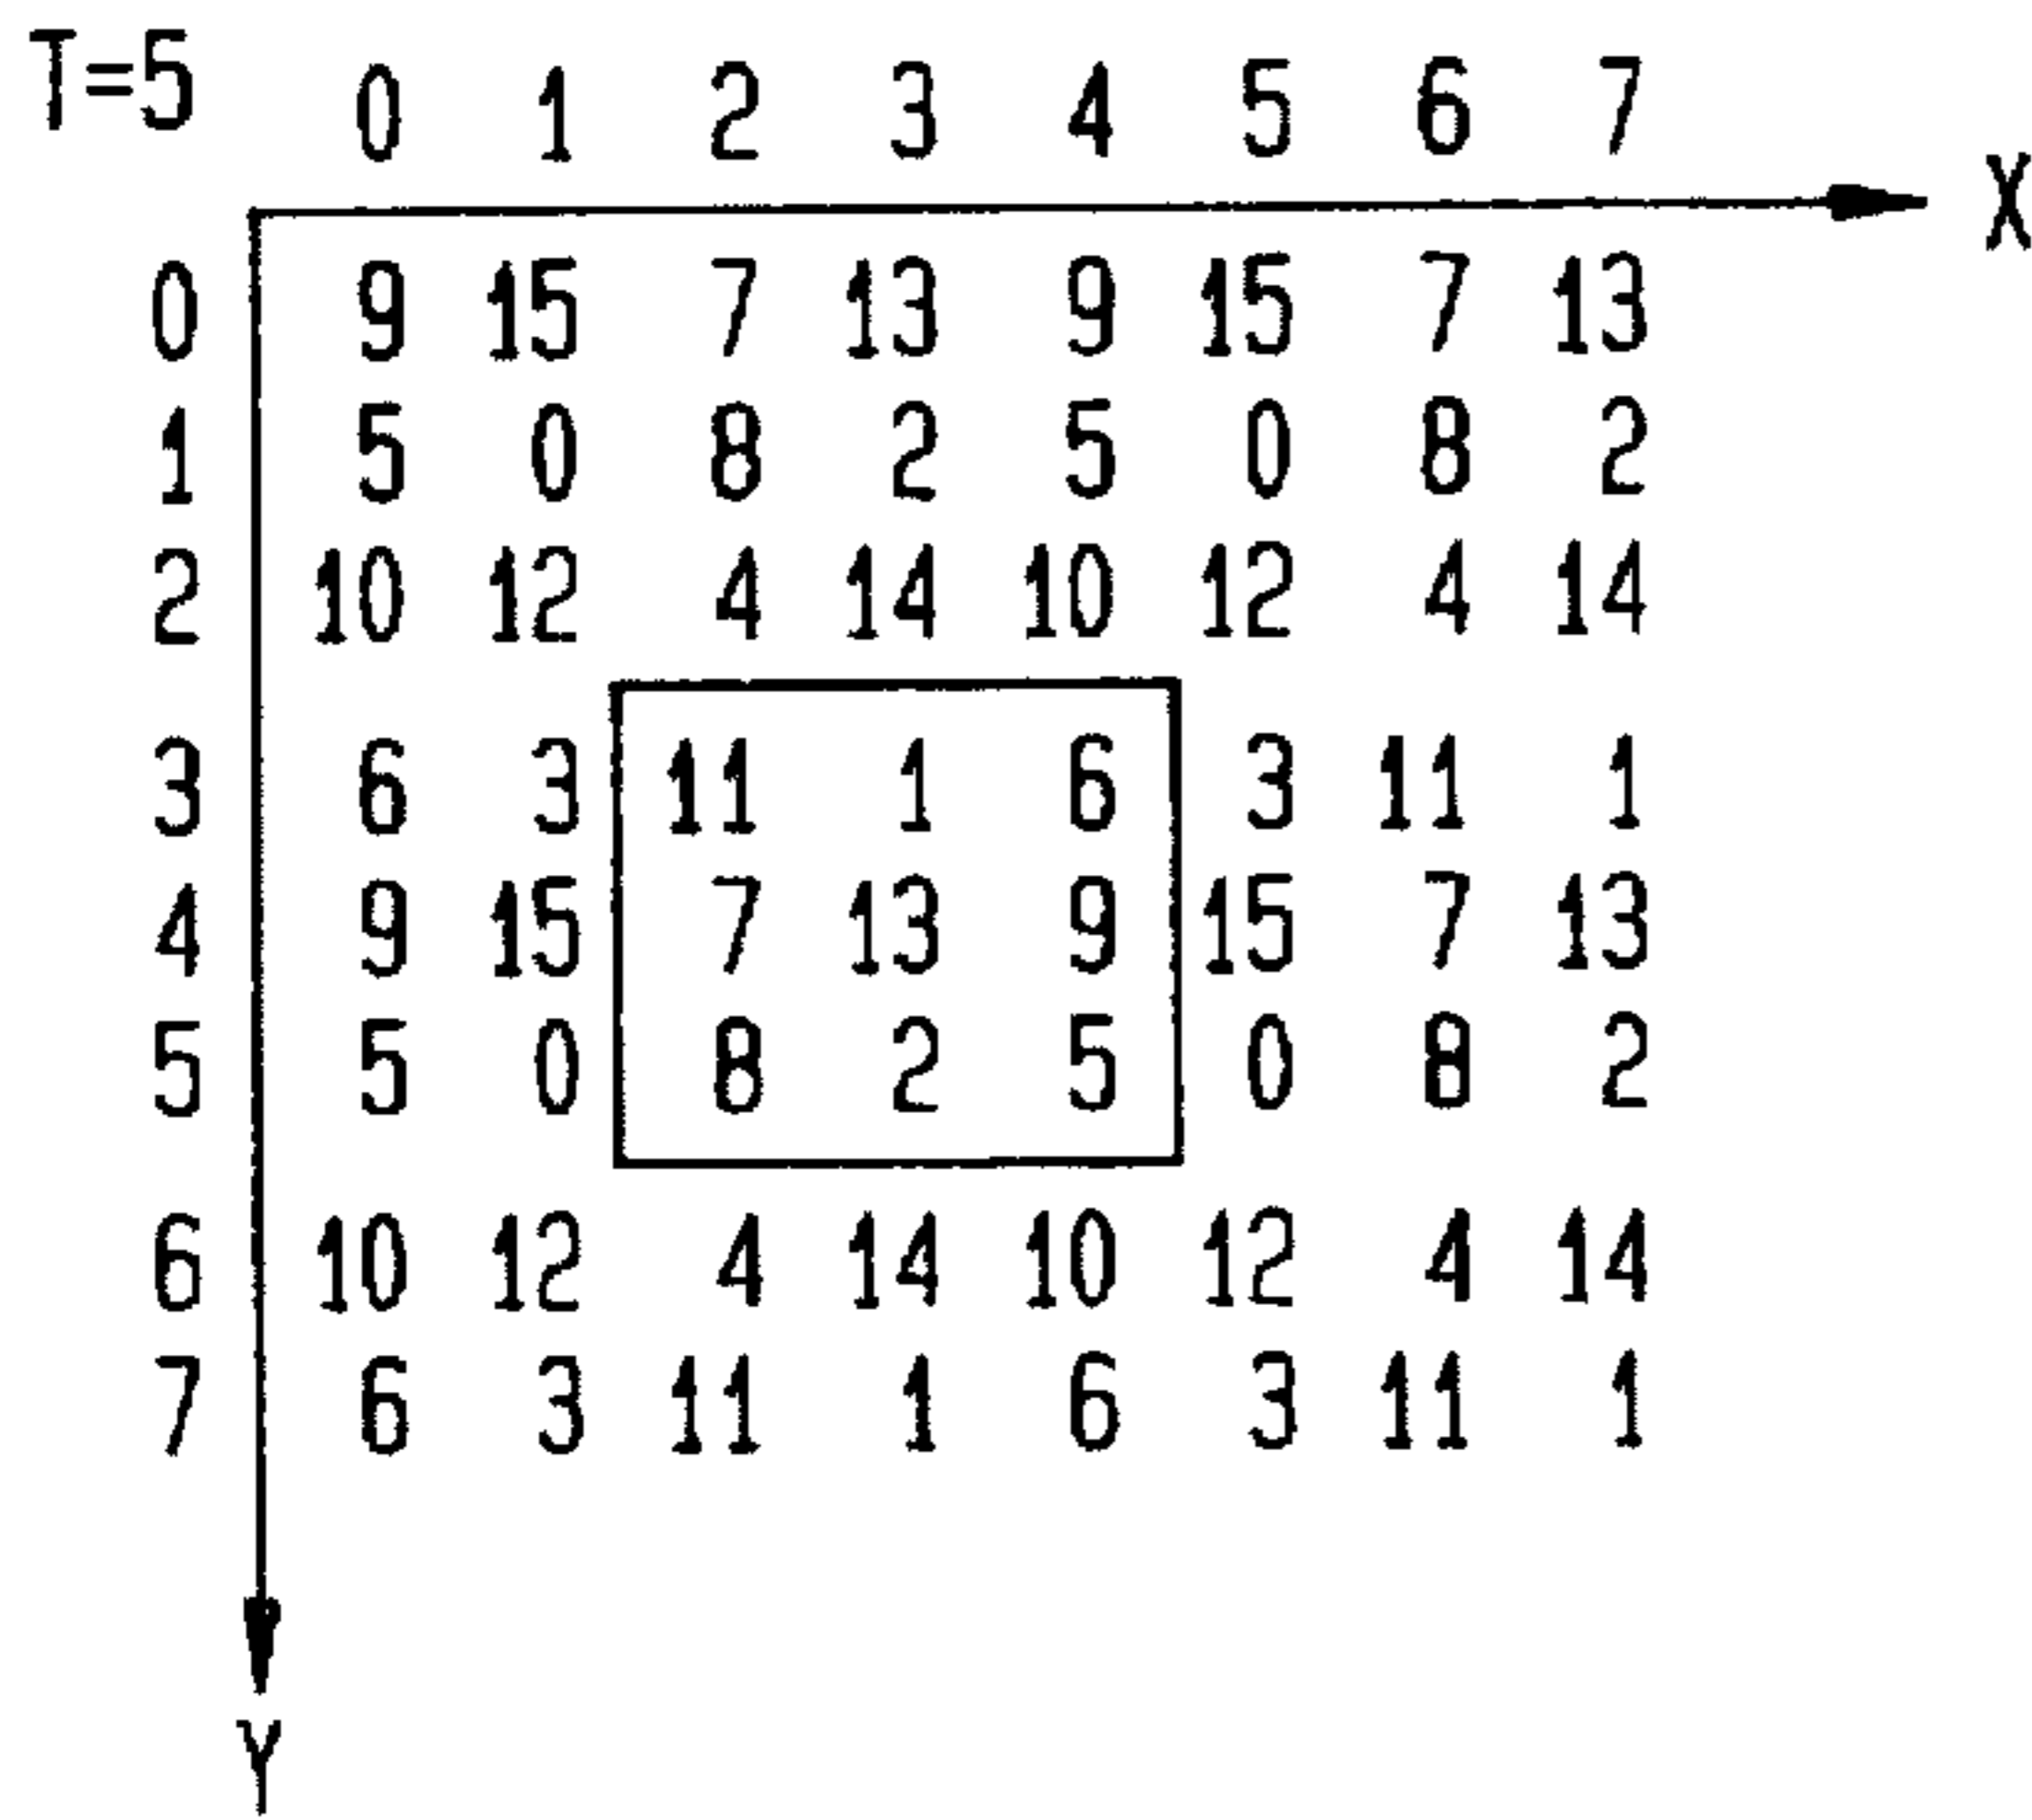 T=5 0 1 2 3 4 5 6 7
X
0 9 15 7 13 9 15 7 13
1 5 0 8 2 5 0 8 2
2 10 12 4 14 10 12 4 14
3 6 3 11 1 6 3 11 1
4 9 15 7 13 9 15 7 13
5 5 0 8 2 5 0 8 2
6 10 12 4 14 10 12 4 14
7 6 3 11 1 6 3 11 1
Y